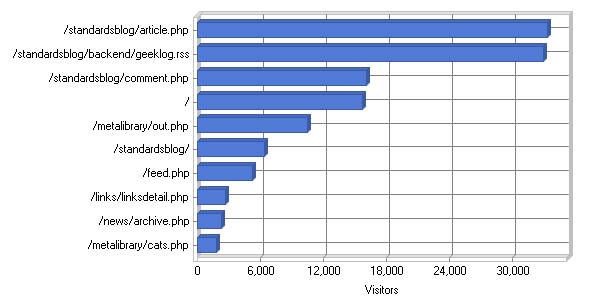 /standardsblog/article.php
/standardsblog/backend/geeklog.rss
/standardsblog/comment.php
/
/metalibrary/out.php
/standardsblog/
/feed.php
/links/linksdetail.php
/news/archive.php
/metalibrary/cats.php
0 6,000 12,000 18,000 24,000 30,000
Visitors